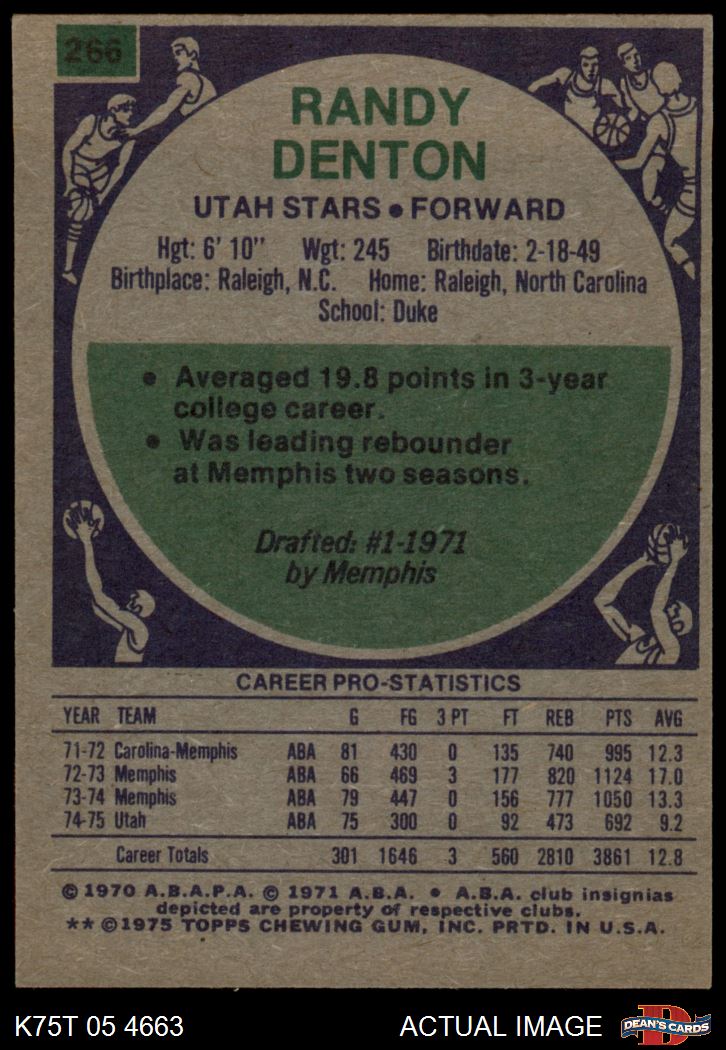 266
RANDY
DENTON
UTAH STARS • FORWARD
Hgt: 6' 10" Wgt: 245 Birthdate: 2-18-49
Birthplace: Raleigh, N.C. Home: Raleigh, North Carolina
School: Duke
• Averaged 19.8 points in 3-year
college career.
• Was leading rebounder
at Memphis two seasons.
Drafted: #1-1971
by Memphis
CAREER PRO-STATISTICS
YEAR TEAM G FG 3 PT FT REB PTS AVG
71-72 Carolina-Memphis ABA 81 430 0 135 740 995 12.3
72-73 Memphis ABA 66 469 3 177 820 1124 17.0
73-74 Memphis ABA 79 447 0 156 777 1050 13.3
74-75 Utah ABA 75 300 0 92 473 692 9.2
Career Totals 301 1646 3 560 2810 3861 12.8
© 1970 A.B.A.P.A. © 1971 A.B.A. • A.B.A. club insignias
depicted are property of respective clubs.
** © 1975 TOPPS CHEWING GUM, INC. PRTD. IN U.S.A.
K75T 05 4663 ACTUAL IMAGE
D
DEAN'S CARDS